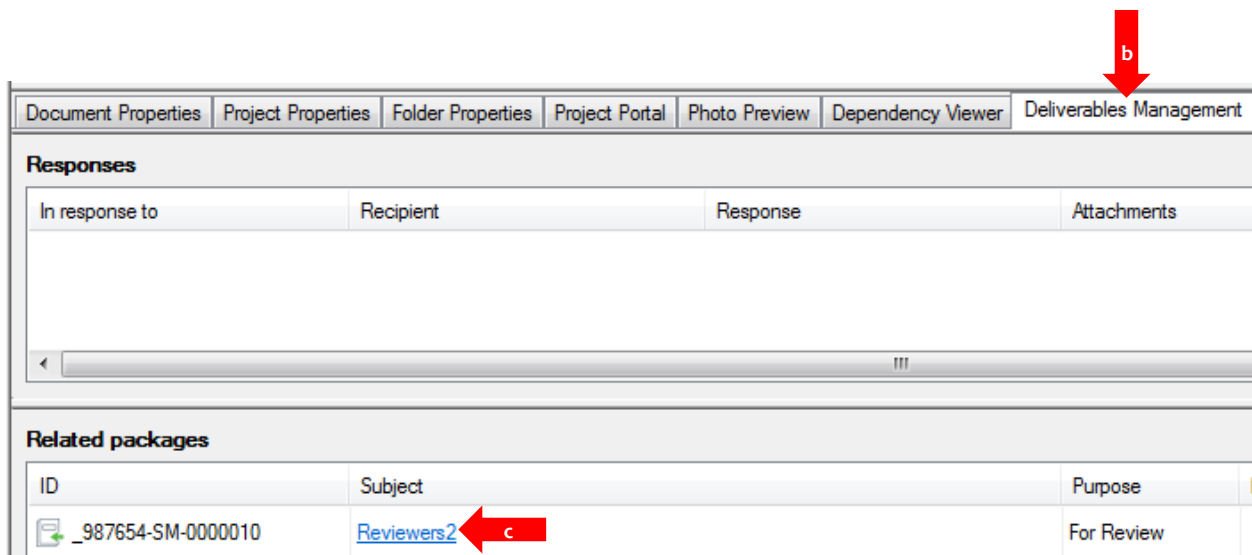 b
Document Properties Project Properties Folder Properties Project Portal Photo Preview Dependency Viewer Deliverables Management
Responses
In response to Recipient Response Attachments
Related packages
ID Subject Purpose
_987654-SM-0000010 Reviewers2 c For Review